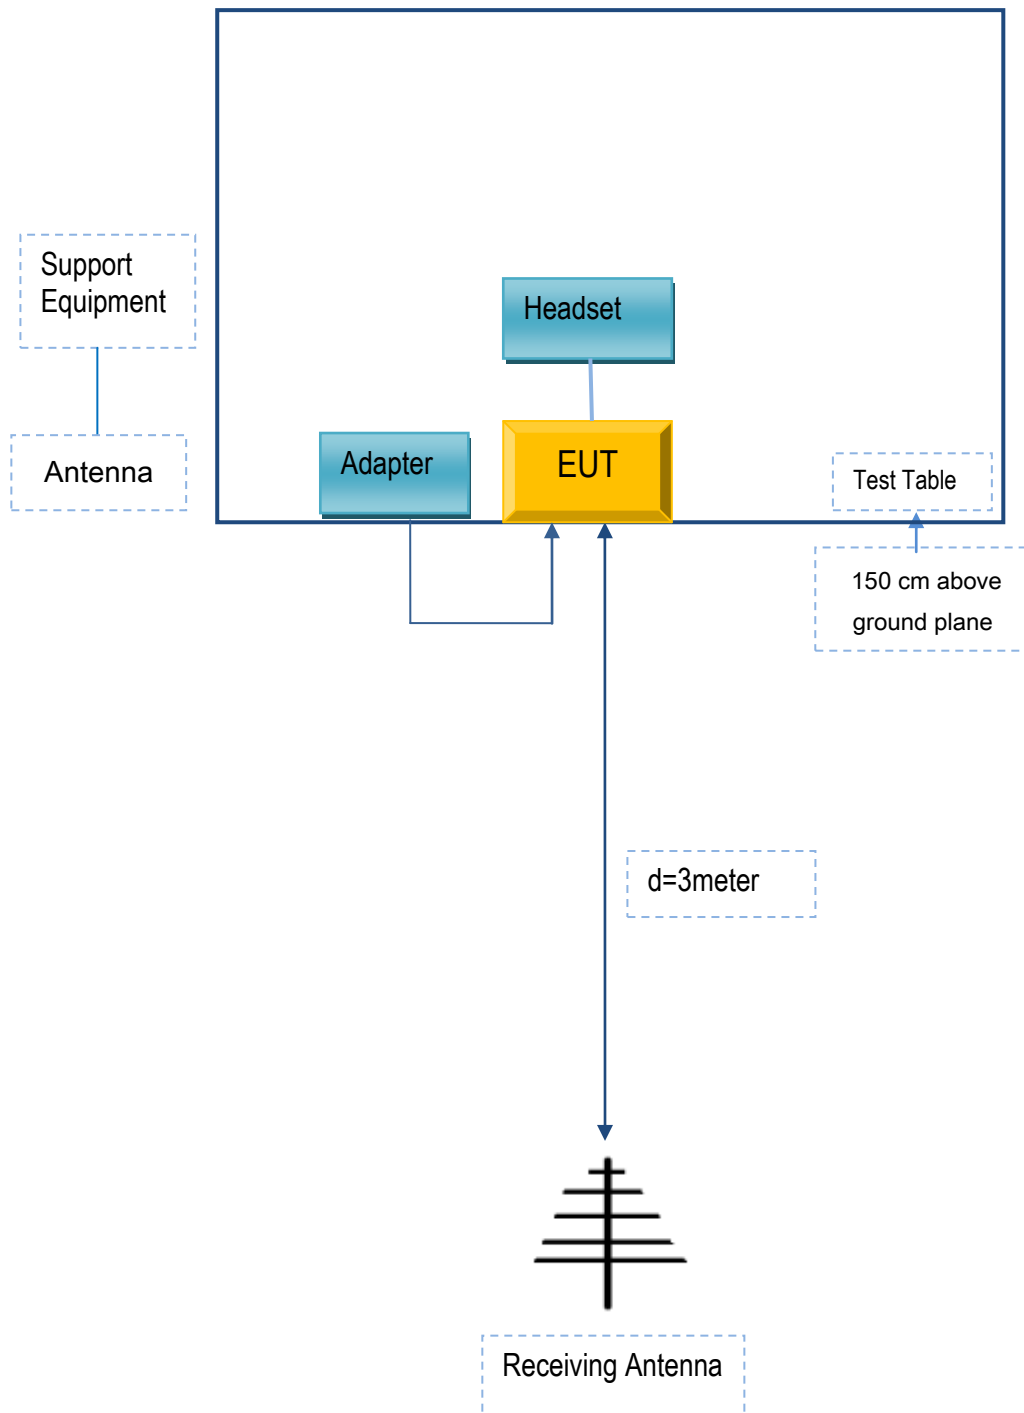 Support
Equipment
Antenna
Headset
Adapter
EUT
Test Table
150 cm above
ground plane
d=3meter
Receiving Antenna